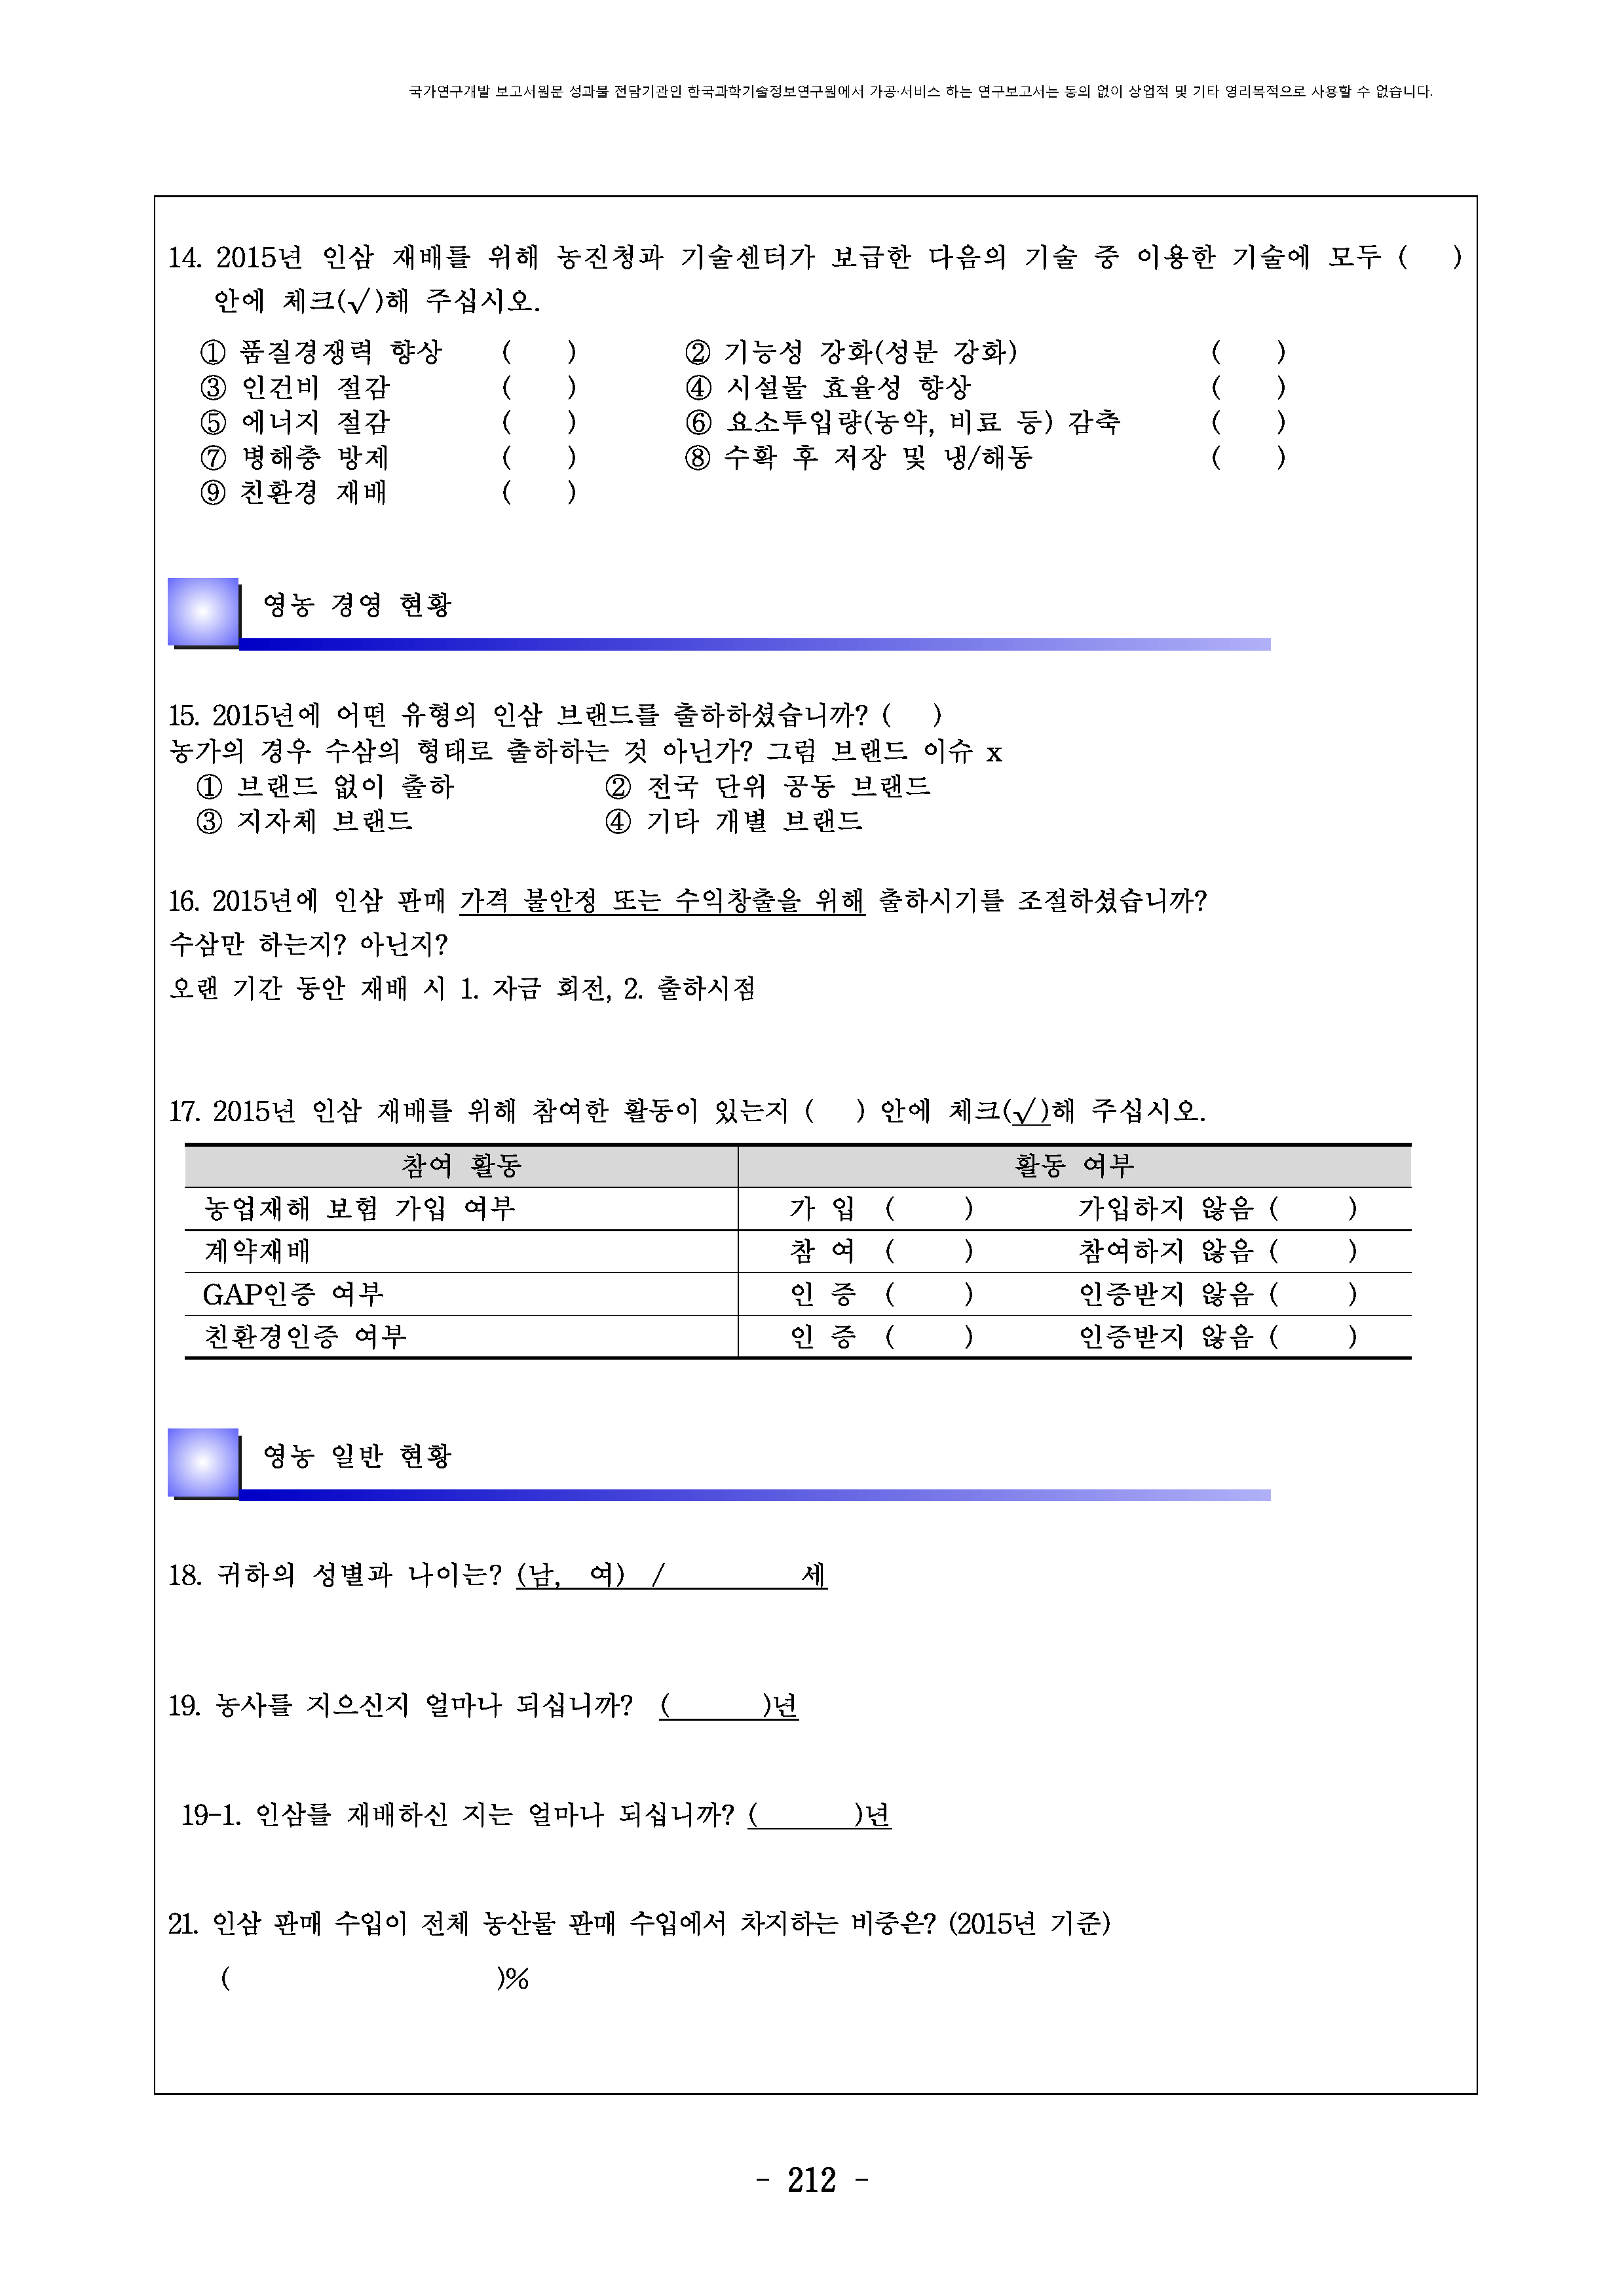 국가연구개발 보고서원문 성과물 전담기관인 한국과학기술정보연구원에서 가공·서비스 하는 연구보고서는 동의 없이 상업적 및 기타 영리목적으로 사용할 수 없습니다.
14. 2015년 인삼 재배를 위해 농진청과 기술센터가 보급한 다음의 기술 중 이용한 기술에 모두 (   )
안에 체크(√)해 주십시오.
① 품질경쟁력 향상 (   ) ② 기능성 강화(성분 강화) (   )
③ 인건비 절감 (   ) ④ 시설물 효율성 향상 (   )
⑤ 에너지 절감 (   ) ⑥ 요소투입량(농약, 비료 등) 감축 (   )
⑦ 병해충 방제 (   ) ⑧ 수확 후 저장 및 냉/해동 (   )
⑨ 친환경 재배 (   )
영농 경영 현황
15. 2015년에 어떤 유형의 인삼 브랜드를 출하하셨습니까? (   )
농가의 경우 수삼의 형태로 출하하는 것 아닌가? 그럼 브랜드 이슈 x
① 브랜드 없이 출하 ② 전국 단위 공동 브랜드
③ 지자체 브랜드 ④ 기타 개별 브랜드
16. 2015년에 인삼 판매 가격 불안정 또는 수익창출을 위해 출하시기를 조절하셨습니까?
수삼만 하는지? 아닌지?
오랜 기간 동안 재배 시 1. 자금 회전, 2. 출하시점
17. 2015년 인삼 재배를 위해 참여한 활동이 있는지 (   ) 안에 체크(√)해 주십시오.
참여 활동 활동 여부
농업재해 보험 가입 여부 가 입 (   ) 가입하지 않음 (   )
계약재배 참 여 (   ) 참여하지 않음 (   )
GAP인증 여부 인 증 (   ) 인증받지 않음 (   )
친환경인증 여부 인 증 (   ) 인증받지 않음 (   )
영농 일반 현황
18. 귀하의 성별과 나이는? (남, 여) /        세
19. 농사를 지으신지 얼마나 되십니까? (     )년
19-1. 인삼를 재배하신 지는 얼마나 되십니까? (     )년
21. 인삼 판매 수입이 전체 농산물 판매 수입에서 차지하는 비중은? (2015년 기준)
(          )%
- 212 -